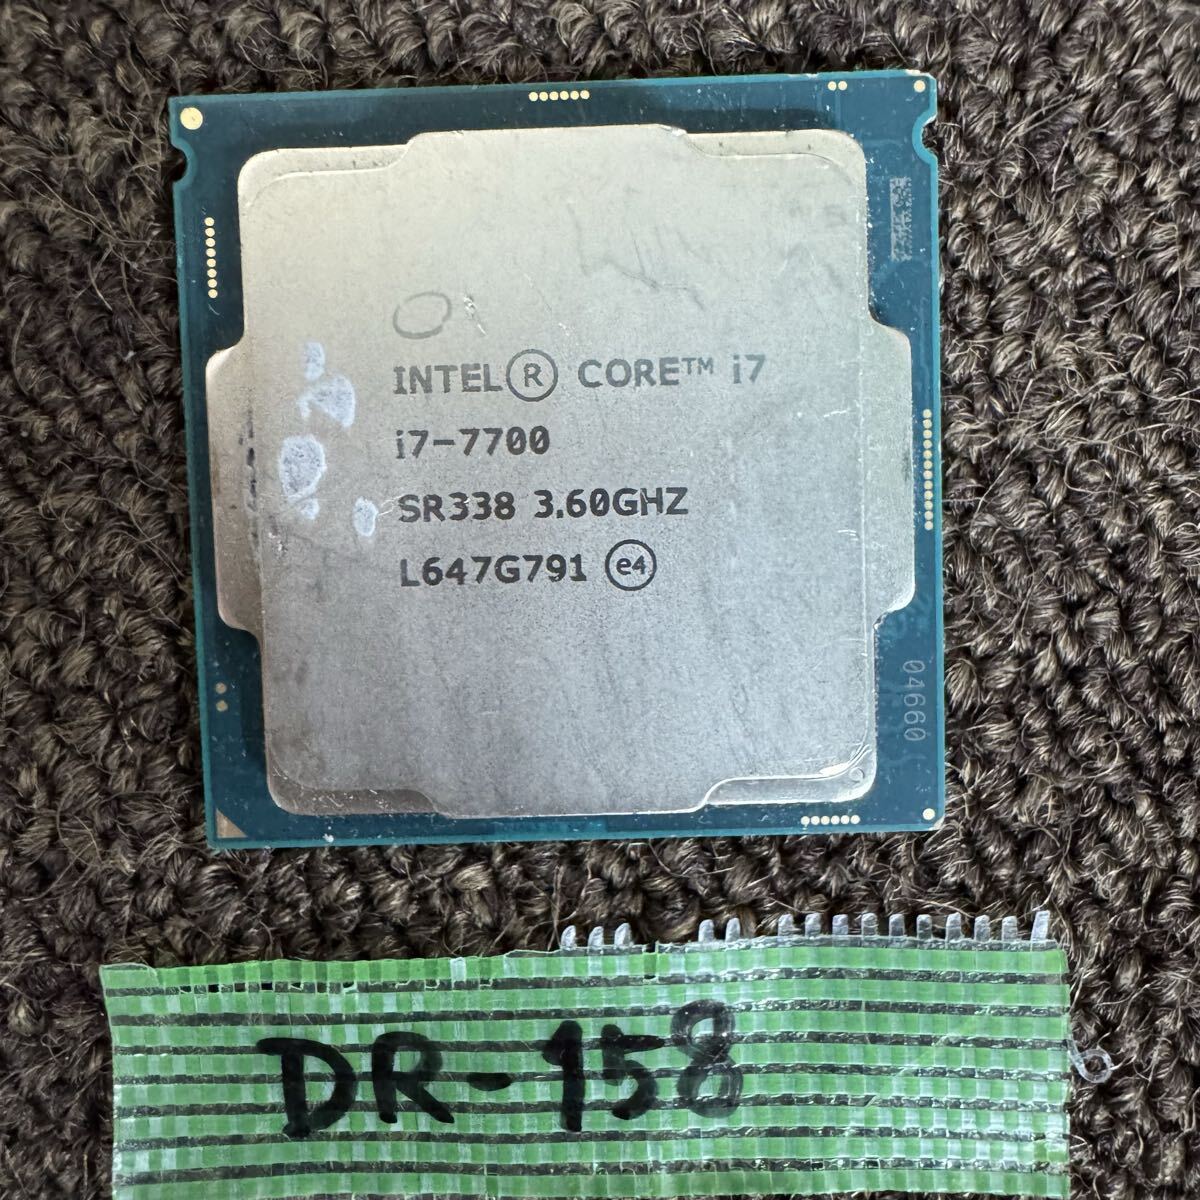 INTEL® CORE™ i7
i7-7700
SR338 3.60GHZ
L647G791 e4
04660
DR-158